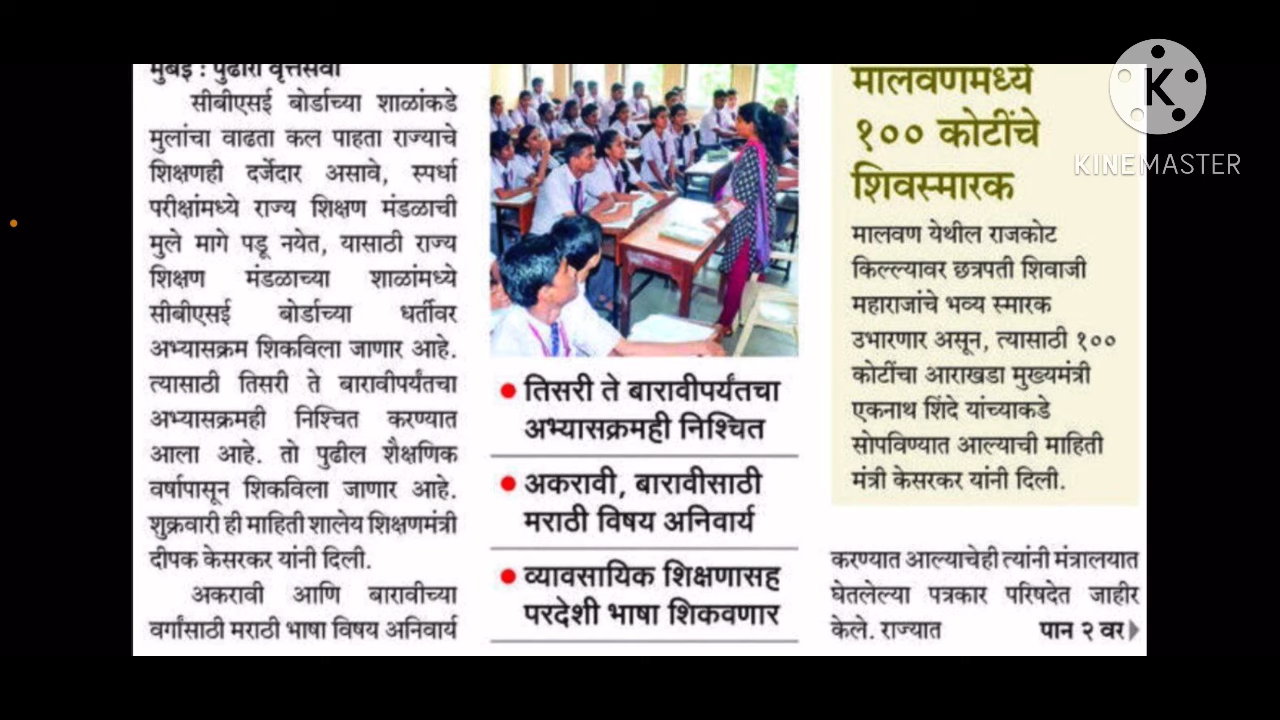 मुंबई : पुढारी वृत्तसेवा
सीबीएसई बोर्डाच्या शाळांकडे
मुलांचा वाढता कल पाहता राज्याचे
शिक्षणही दर्जेदार असावे, स्पर्धा
परीक्षांमध्ये राज्य शिक्षण मंडळाची
मुले मागे पडू नयेत, यासाठी राज्य
शिक्षण मंडळाच्या शाळांमध्ये
सीबीएसई बोर्डाच्या धर्तीवर
अभ्यासक्रम शिकविला जाणार आहे.
त्यासाठी तिसरी ते बारावीपर्यंतचा
अभ्यासक्रमही निश्चित करण्यात
आला आहे. तो पुढील शैक्षणिक
वर्षापासून शिकविला जाणार आहे.
शुक्रवारी ही माहिती शालेय शिक्षणमंत्री
दीपक केसरकर यांनी दिली.
अकरावी आणि बारावीच्या
वर्गांसाठी मराठी भाषा विषय अनिवार्य
• तिसरी ते बारावीपर्यंतचा
अभ्यासक्रमही निश्चित
• अकरावी, बारावीसाठी
मराठी विषय अनिवार्य
• व्यावसायिक शिक्षणासह
परदेशी भाषा शिकवणार
मालवणमध्ये
१०० कोटींचे
शिवस्मारक
मालवण येथील राजकोट
किल्ल्यावर छत्रपती शिवाजी
महाराजांचे भव्य स्मारक
उभारणार असून, त्यासाठी १००
कोटींचा आराखडा मुख्यमंत्री
एकनाथ शिंदे यांच्याकडे
सोपविण्यात आल्याची माहिती
मंत्री केसरकर यांनी दिली.
करण्यात आल्याचेही त्यांनी मंत्रालयात
घेतलेल्या पत्रकार परिषदेत जाहीर
केले. राज्यात पान २ वर
K
KINEMASTER